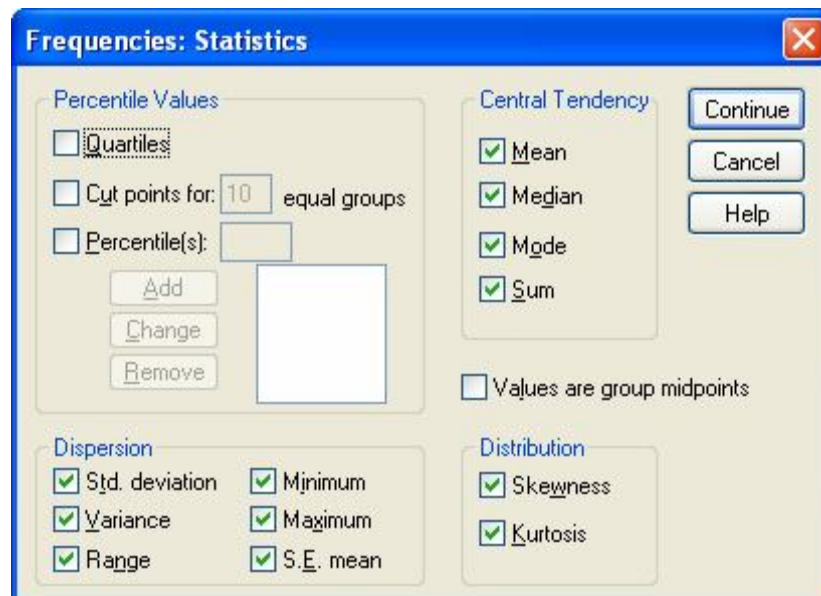 Frequencies: Statistics
Percentile Values
Quartiles
Cut points for: 10 equal groups
Percentile(s):
Add
Change
Remove
Central Tendency
Mean
Median
Mode
Sum
Continue
Cancel
Help
Values are group midpoints
Dispersion
Std. deviation Minimum
Variance Maximum
Range S.E. mean
Distribution
Skewness
Kurtosis